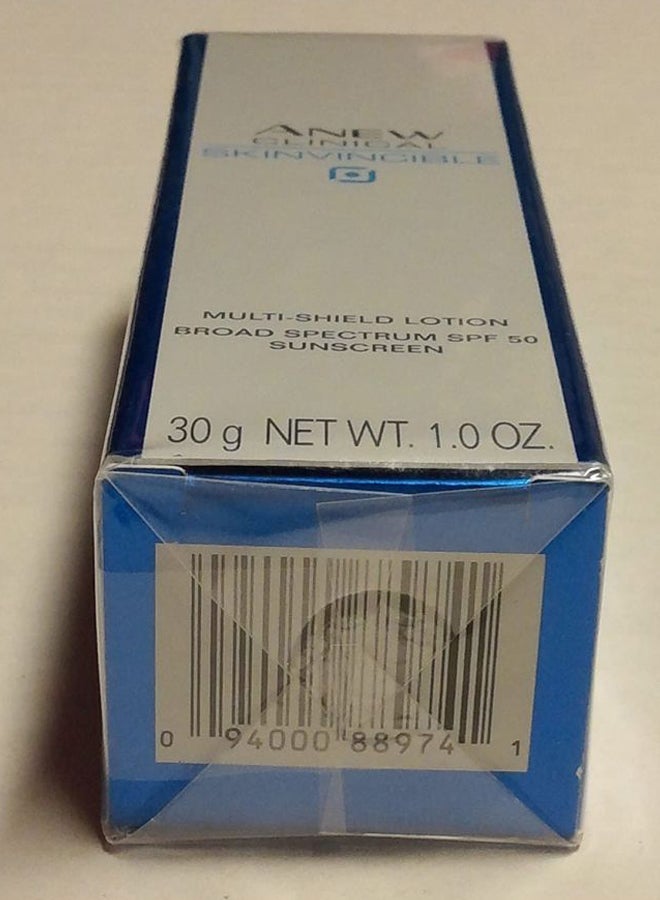 ANEW
CLINICAL
SKINVINCIBLE
MULTI-SHIELD LOTION
BROAD SPECTRUM SPF 50
SUNSCREEN
30 g NET WT. 1.0 OZ.
0 94000 88974 1